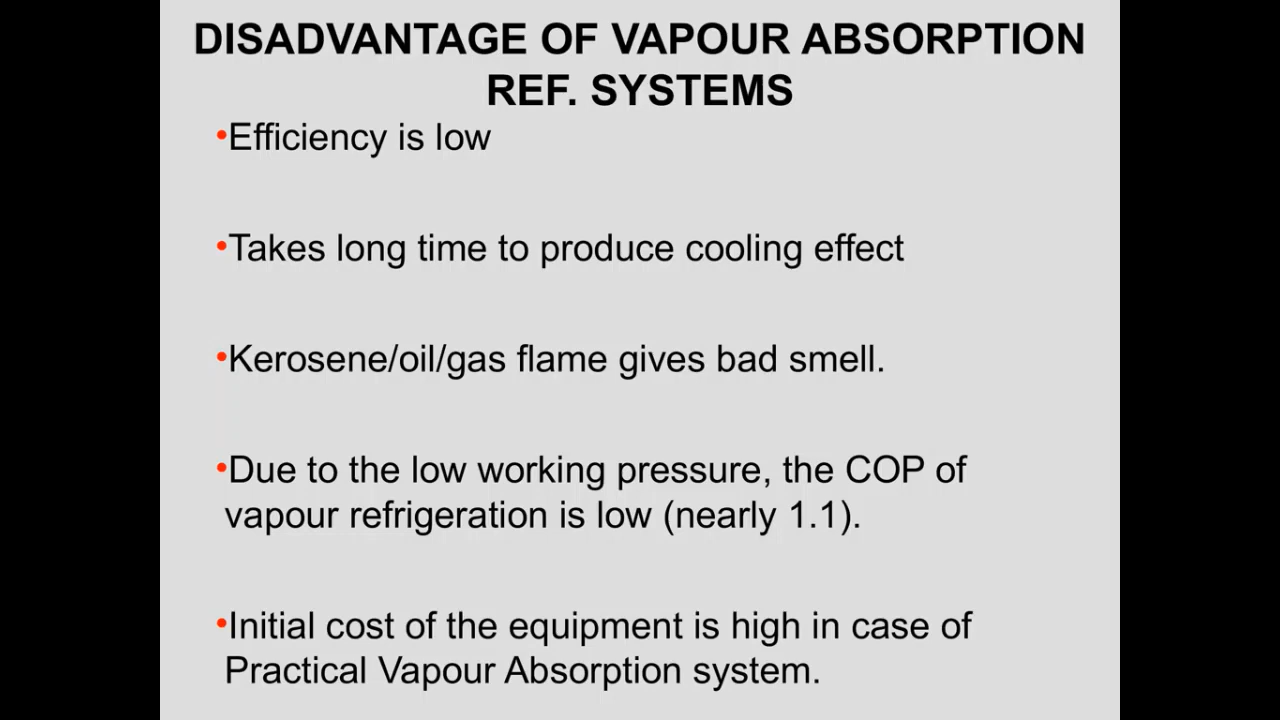 DISADVANTAGE OF VAPOUR ABSORPTION
REF. SYSTEMS
•Efficiency is low
•Takes long time to produce cooling effect
•Kerosene/oil/gas flame gives bad smell.
•Due to the low working pressure, the COP of
vapour refrigeration is low (nearly 1.1).
•Initial cost of the equipment is high in case of
Practical Vapour Absorption system.